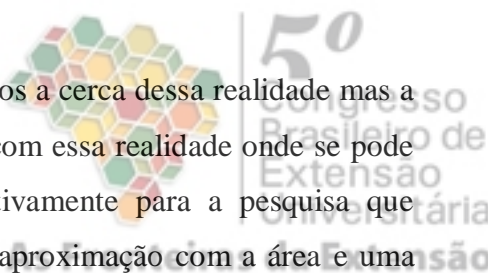 5º
os a cerca dessa realidade mas a
Congresso
com essa realidade onde se pode
Brasileiro de
Extensão
tivamente para a pesquisa que
Universitária
aproximação com a área e uma